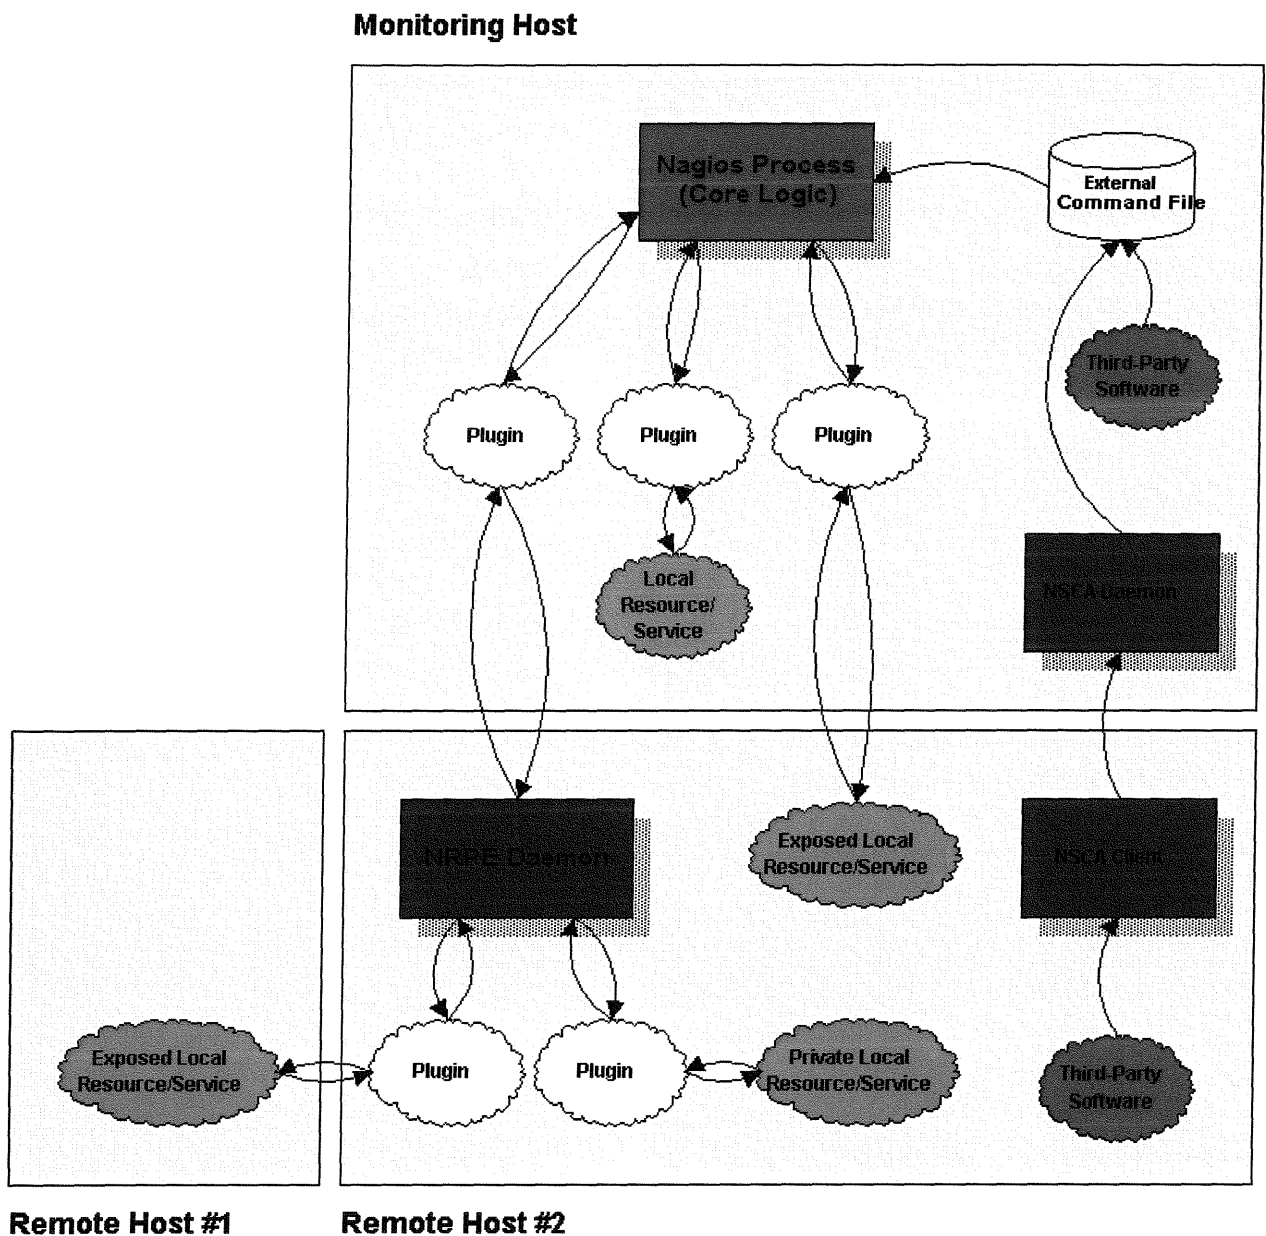 Monitoring Host
Nagios Process
(Core Logic)
External
Command File
Third-Party
Software
Plugin
Plugin
Plugin
Local
Resource/
Service
NSCA Daemon
NRPE Daemon
Exposed Local
Resource/Service
NSCA Client
Exposed Local
Resource/Service
Plugin
Plugin
Private Local
Resource/Service
Third-Party
Software
Remote Host #1
Remote Host #2